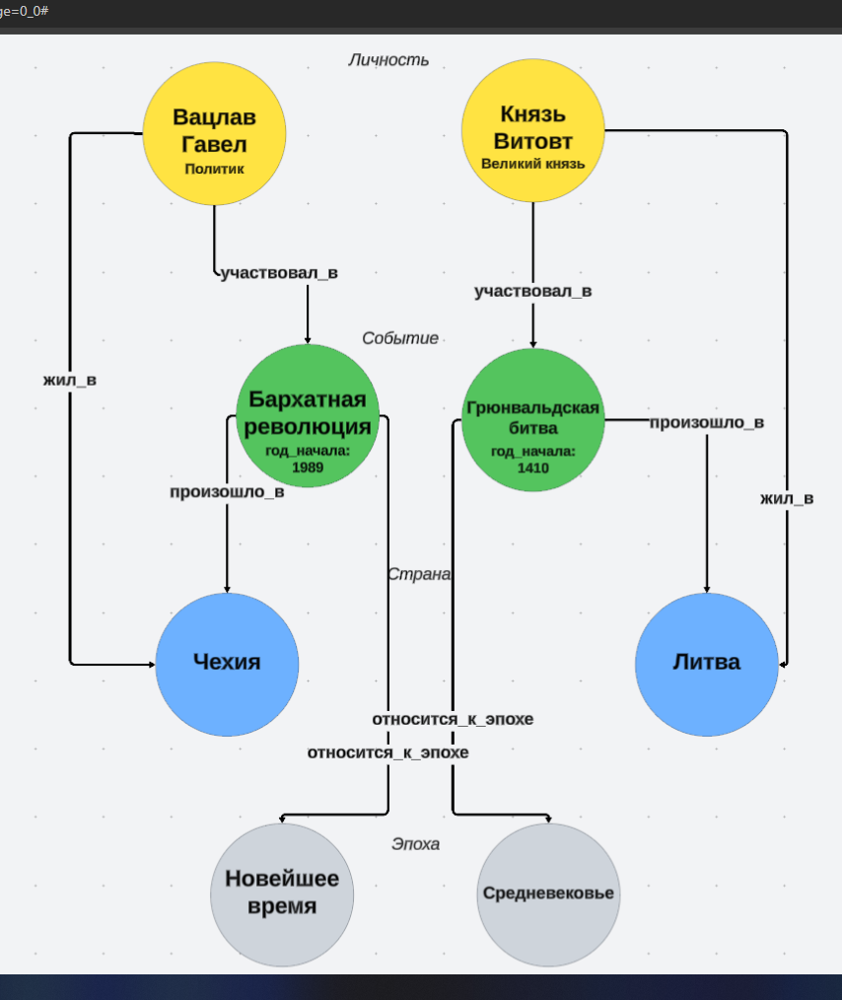 ge=0_0#
Личность
Вацлав
Гавел
Политик
Князь
Витовт
Великий князь
участвовал_в
участвовал_в
Событие
жил_в
Бархатная
революция
год_начала:
1989
Грюнвальдская
битва
год_начала:
1410
произошло_в
произошло_в
жил_в
Страна
Чехия
Литва
относится_к_эпохе
относится_к_эпохе
Эпоха
Новейшее
время
Средневековье